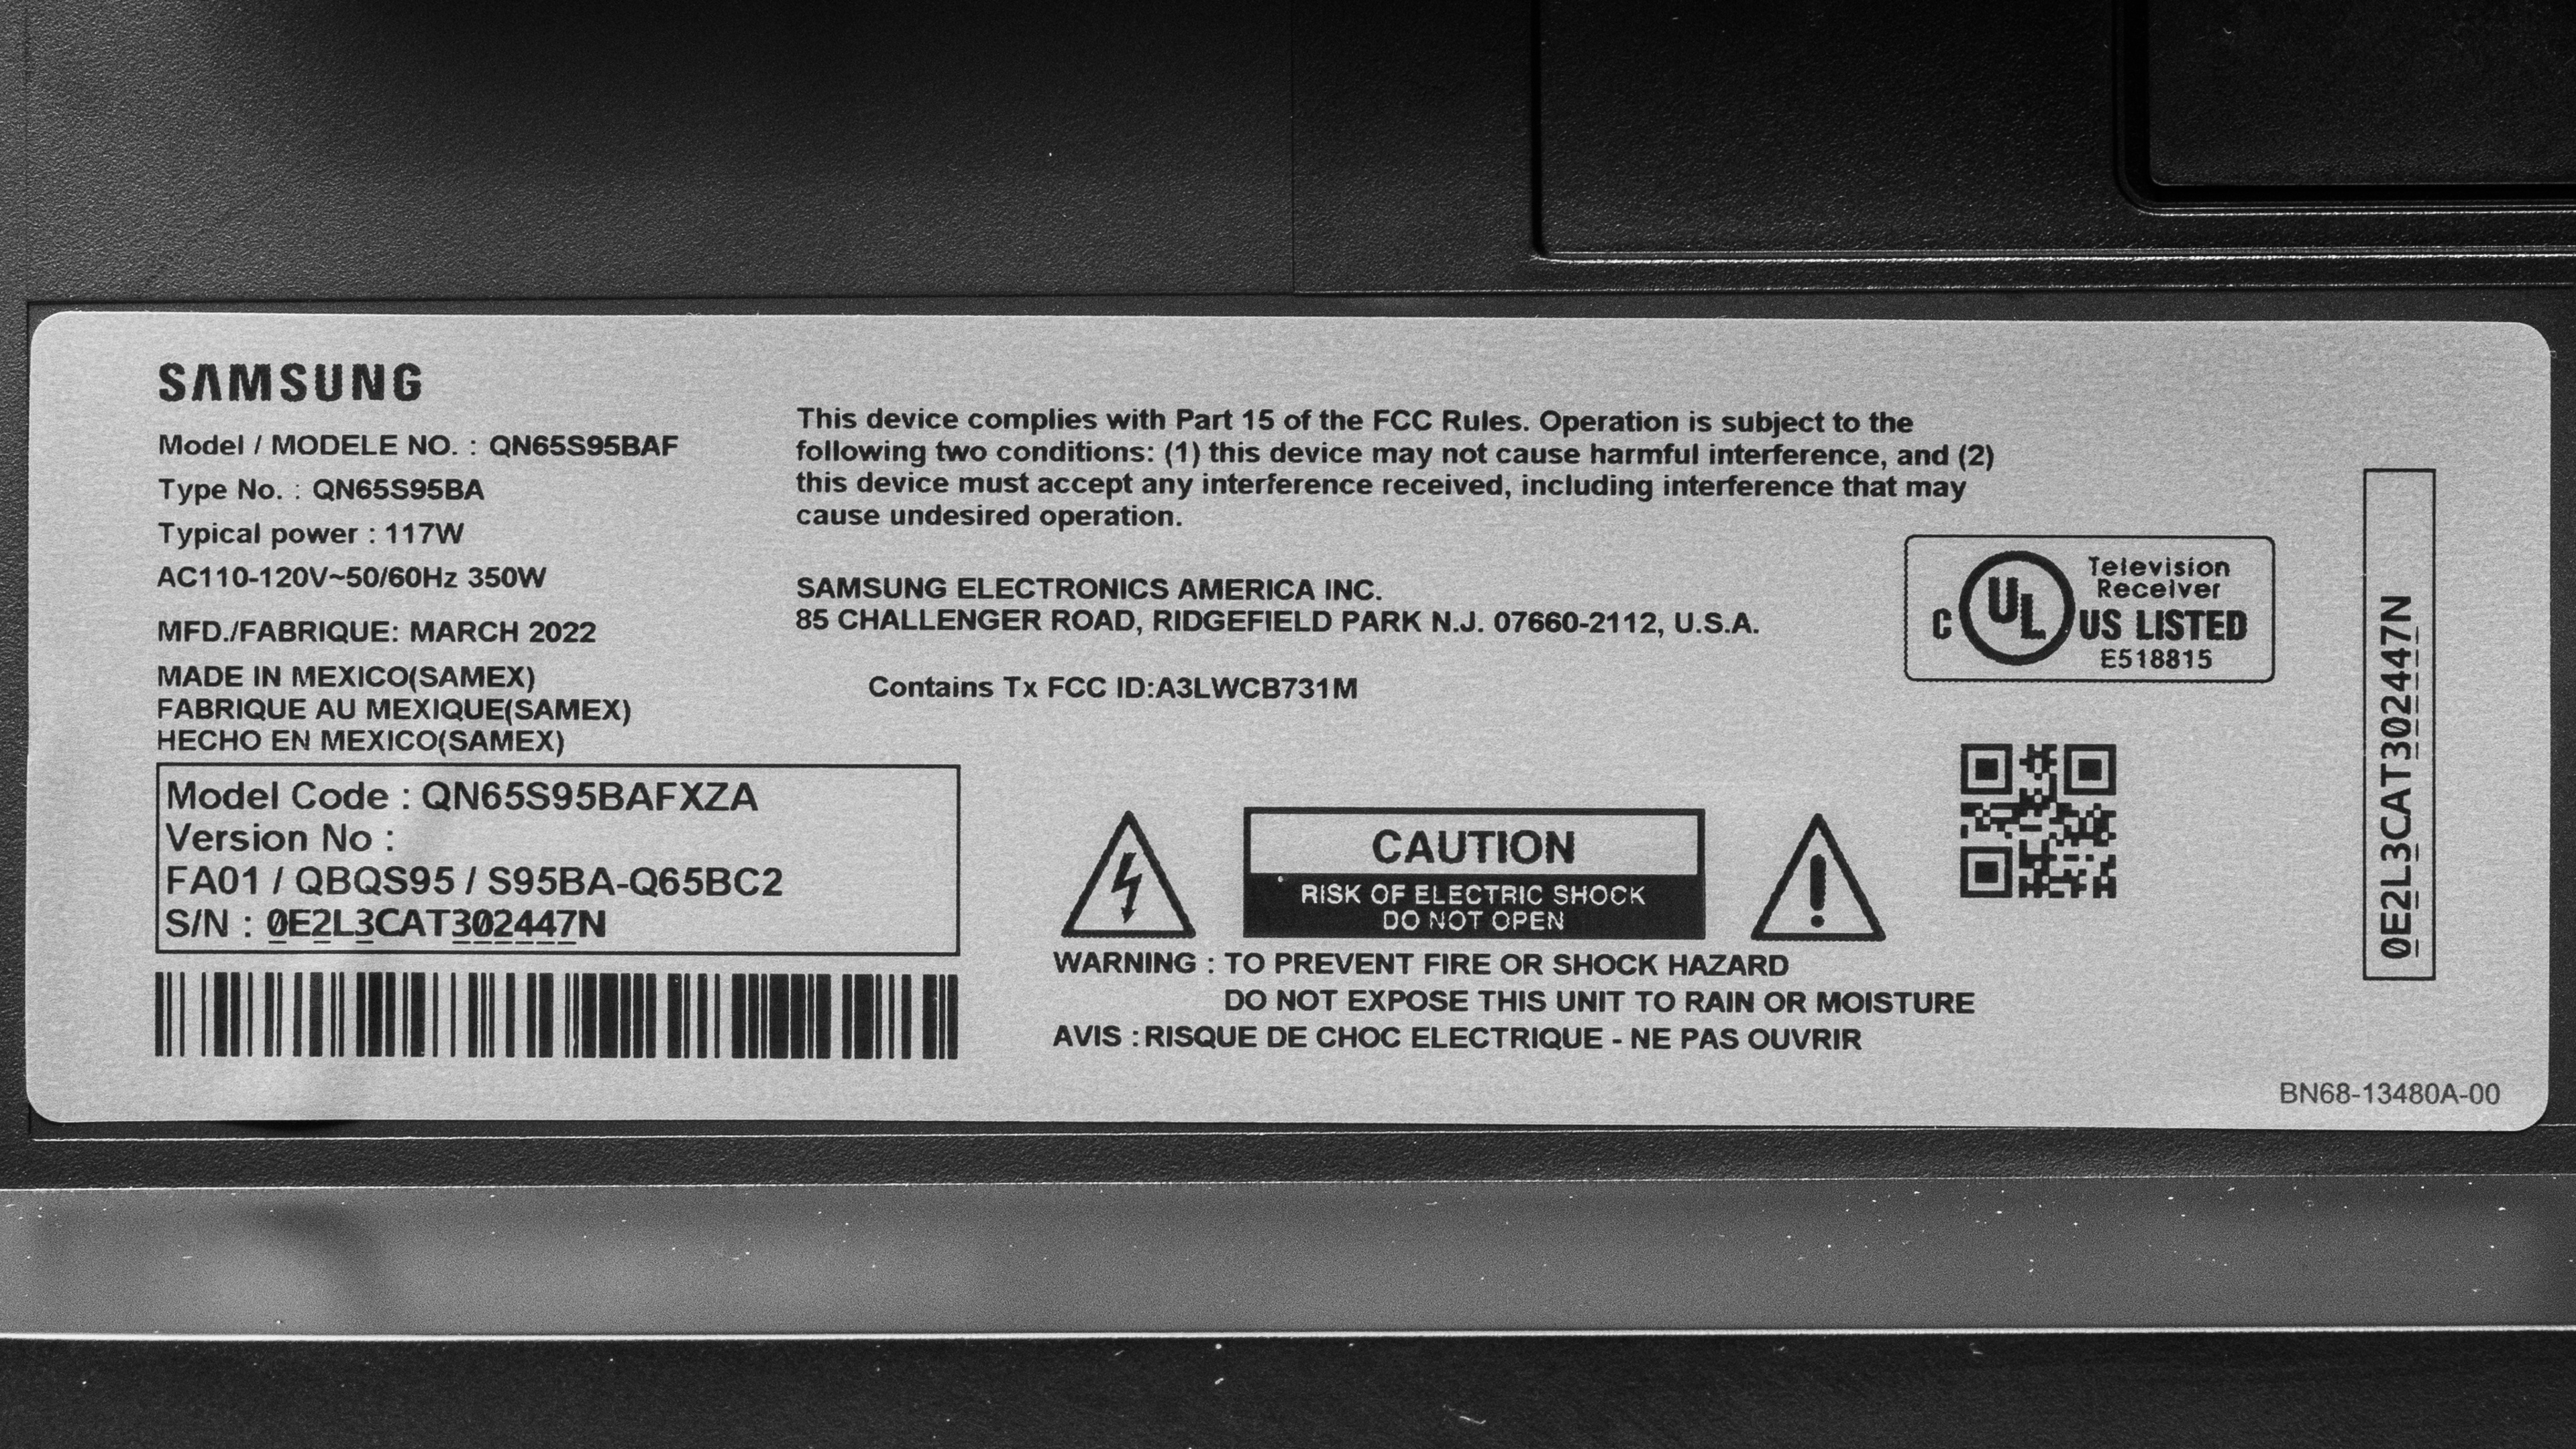 SAMSUNG
Model / MODELE NO. : QN65S95BAF
Type No. : QN65S95BA
Typical power : 117W
AC110-120V~50/60Hz 350W
MFD./FABRIQUE: MARCH 2022
MADE IN MEXICO(SAMEX)
FABRIQUE AU MEXIQUE(SAMEX)
HECHO EN MEXICO(SAMEX)
Model Code : QN65S95BAFXZA
Version No :
FA01 / QBQS95 / S95BA-Q65BC2
S/N : 0E2L3CAT302447N
This device complies with Part 15 of the FCC Rules. Operation is subject to the
following two conditions: (1) this device may not cause harmful interference, and (2)
this device must accept any interference received, including interference that may
cause undesired operation.
SAMSUNG ELECTRONICS AMERICA INC.
85 CHALLENGER ROAD, RIDGEFIELD PARK N.J. 07660-2112, U.S.A.
Contains Tx FCC ID:A3LWCB731M
CAUTION
RISK OF ELECTRIC SHOCK
DO NOT OPEN
WARNING : TO PREVENT FIRE OR SHOCK HAZARD
DO NOT EXPOSE THIS UNIT TO RAIN OR MOISTURE
AVIS : RISQUE DE CHOC ELECTRIQUE - NE PAS OUVRIR
Television
Receiver
C UL US LISTED
E518815
0E2L3CAT302447N
BN68-13480A-00